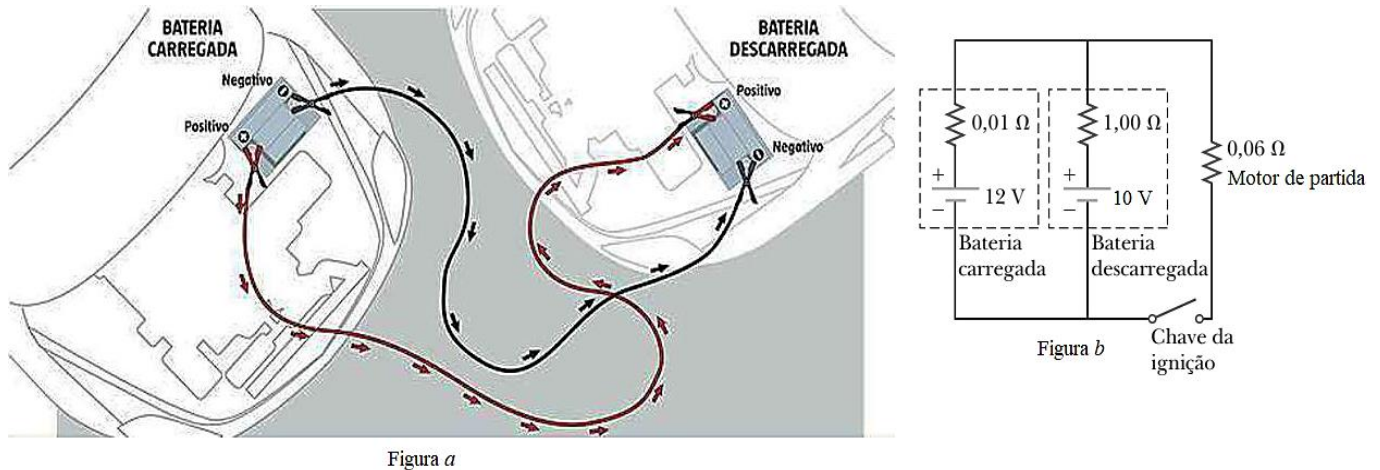 BATERIA
CARREGADA
Negativo
Positivo
BATERIA
DESCARREGADA
Positivo
Negativo
Figura a
0,01 Ω
+
12 V
−
Bateria
carregada
1,00 Ω
+
10 V
−
Bateria
descarregada
0,06 Ω
Motor de partida
Chave da
ignição
Figura b